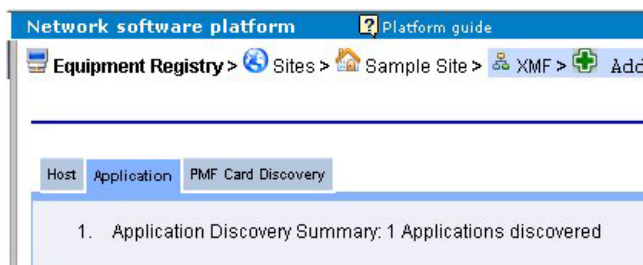 Network software platform ? Platform guide
Equipment Registry > Sites > Sample Site > XMF > Add
Host Application PMF Card Discovery
1. Application Discovery Summary: 1 Applications discovered